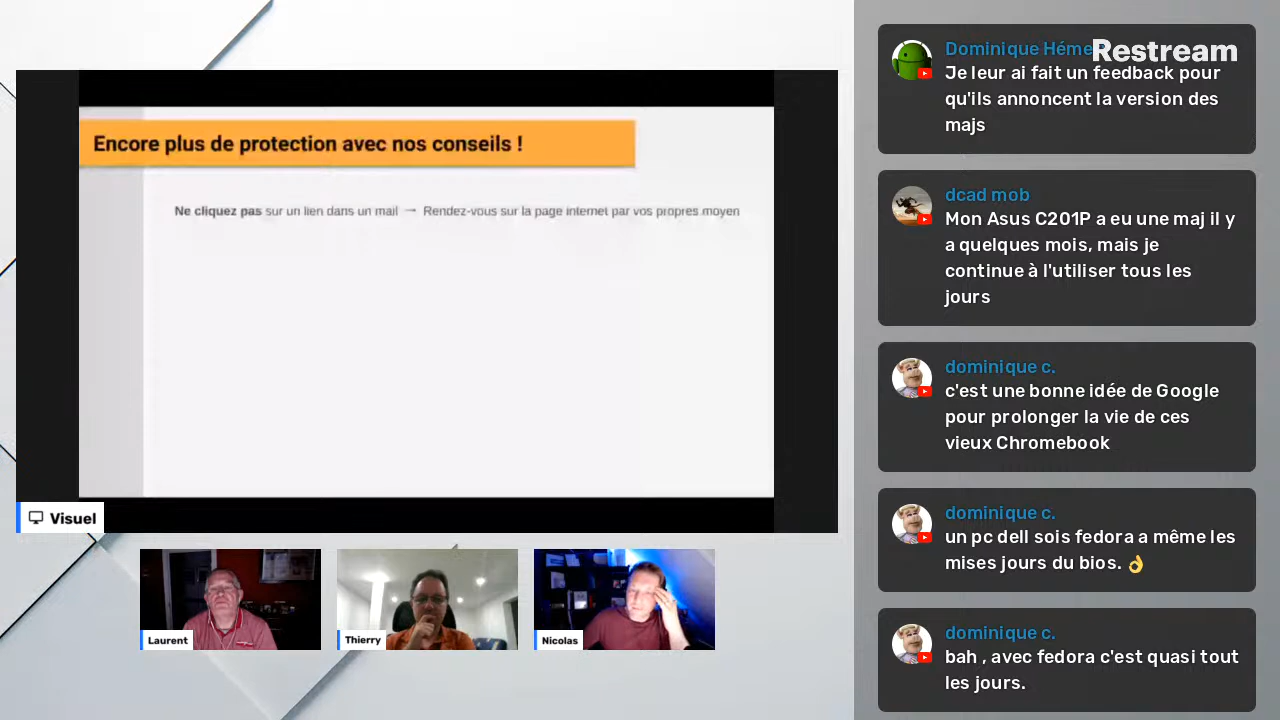 Encore plus de protection avec nos conseils !
Ne cliquez pas sur un lien dans un mail → Rendez-vous sur la page internet par vos propres moyen
Visuel
Laurent
Thierry
Nicolas
Restream
Dominique Héme
Je leur ai fait un feedback pour
qu'ils annoncent la version des
majs
dcad mob
Mon Asus C201P a eu une maj il y
a quelques mois, mais je
continue à l'utiliser tous les
jours
dominique c.
c'est une bonne idée de Google
pour prolonger la vie de ces
vieux Chromebook
dominique c.
un pc dell sois fedora a même les
mises jours du bios. 👌
dominique c.
bah , avec fedora c'est quasi tout
les jours.